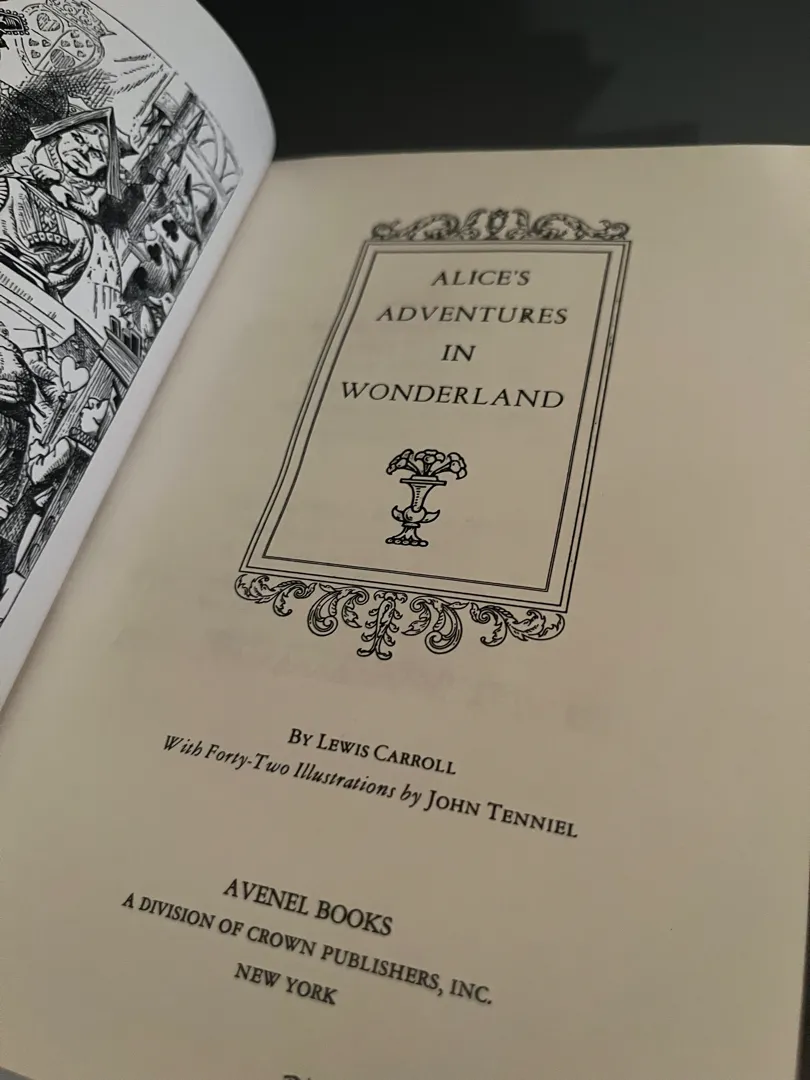 ALICE'S
ADVENTURES
IN
WONDERLAND
BY LEWIS CARROLL
With Forty-Two Illustrations by JOHN TENNIEL
AVENEL BOOKS
A DIVISION OF CROWN PUBLISHERS, INC.
NEW YORK